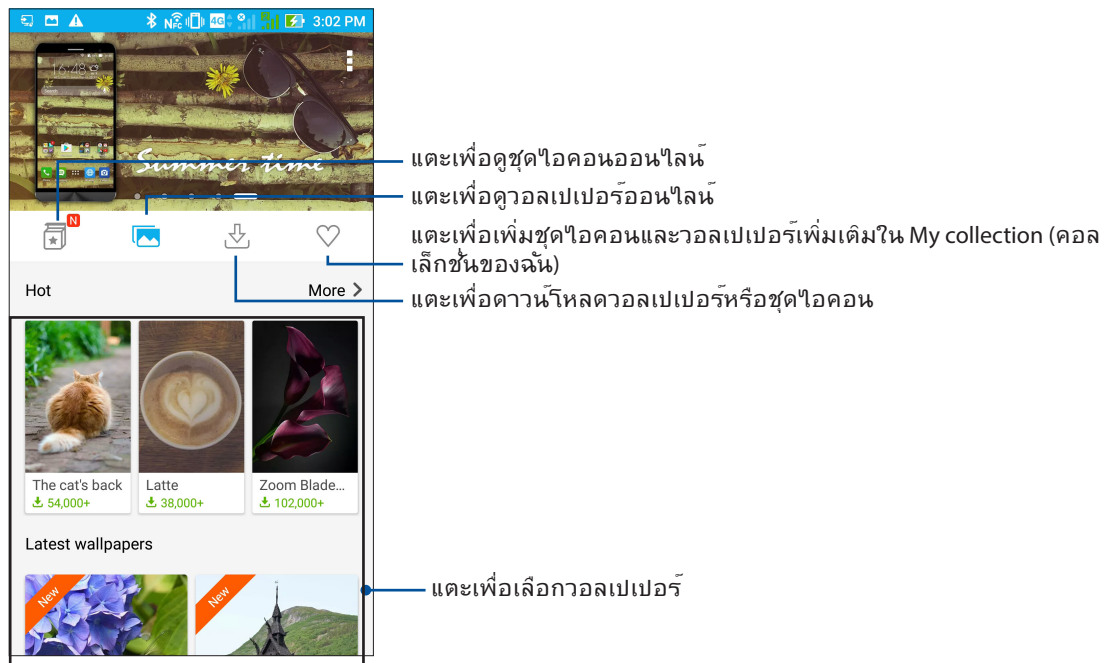 3:02 PM
NFC
4G
16:48
Summer time
แตะเพื่อดูชุดไอคอนออนไลน์
แตะเพื่อดูวอลเปเปอร์ออนไลน์
N
แตะเพื่อเพิ่มชุดไอคอนและวอลเปเปอร์เพิ่มเติมใน My collection (คอล
เล็กชั่นของฉัน)
แตะเพื่อดาวน์โหลดวอลเปเปอร์หรือชุดไอคอน
Hot
More
The cat's back
54,000+
Latte
38,000+
Zoom Blade...
102,000+
Latest wallpapers
New
New
แตะเพื่อเลือกวอลเปเปอร์